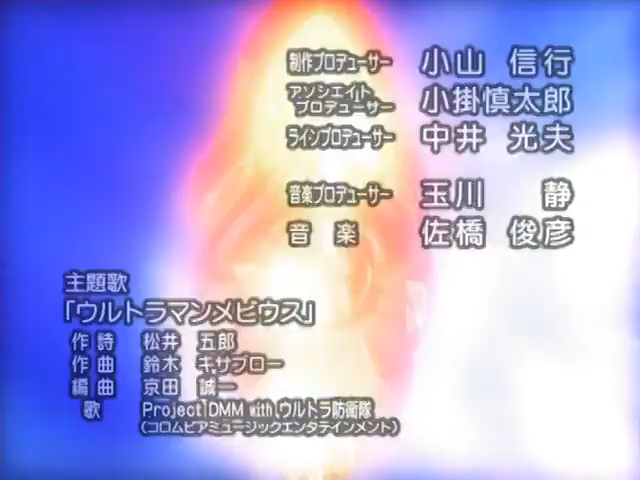 制作プロデューサー 小山 信行
アソシエイト
プロデューサー 小掛慎太郎
ラインプロデューサー 中井 光夫
音楽プロデューサー 玉川 静
音 楽 佐橋 俊彦
主題歌
「ウルトラマンメビウス」
作 詩 松井 五郎
作 曲 鈴木 キサブロー
編 曲 京田 誠一
歌 Project DMM with ウルトラ防衛隊
(コロムビアミュージックエンタテインメント)